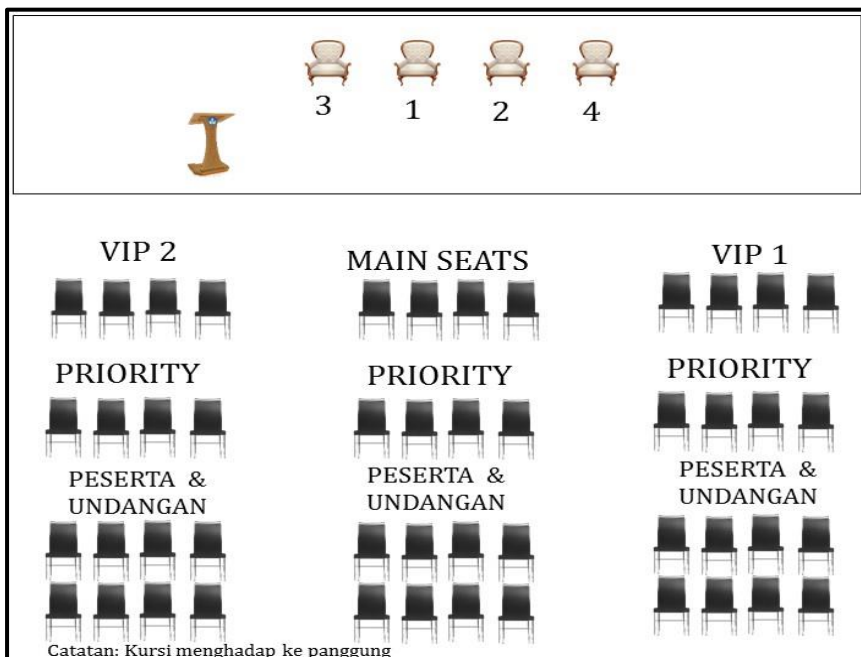 3 1 2 4
VIP 2 MAIN SEATS VIP 1
PRIORITY PRIORITY PRIORITY
PESERTA & PESERTA & PESERTA &
UNDANGAN UNDANGAN UNDANGAN
Catatan: Kursi menghadap ke panggung